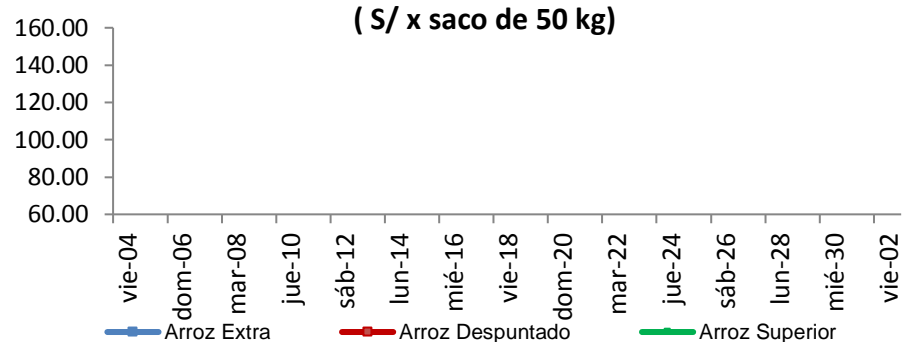 ( S/ x saco de 50 kg)
160.00
140.00
120.00
100.00
80.00
60.00
vie-04
dom-06
mar-08
jue-10
sáb-12
lun-14
mié-16
vie-18
dom-20
mar-22
jue-24
sáb-26
lun-28
mié-30
vie-02
Arroz Extra
Arroz Despuntado
Arroz Superior